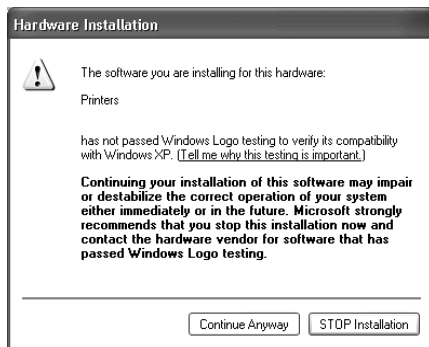 Hardware Installation
The software you are installing for this hardware:
Printers
has not passed Windows Logo testing to verify its compatibility
with Windows XP. (Tell me why this testing is important.)
Continuing your installation of this software may impair
or destabilize the correct operation of your system
either immediately or in the future. Microsoft strongly
recommends that you stop this installation now and
contact the hardware vendor for software that has
passed Windows Logo testing.
Continue Anyway
STOP Installation